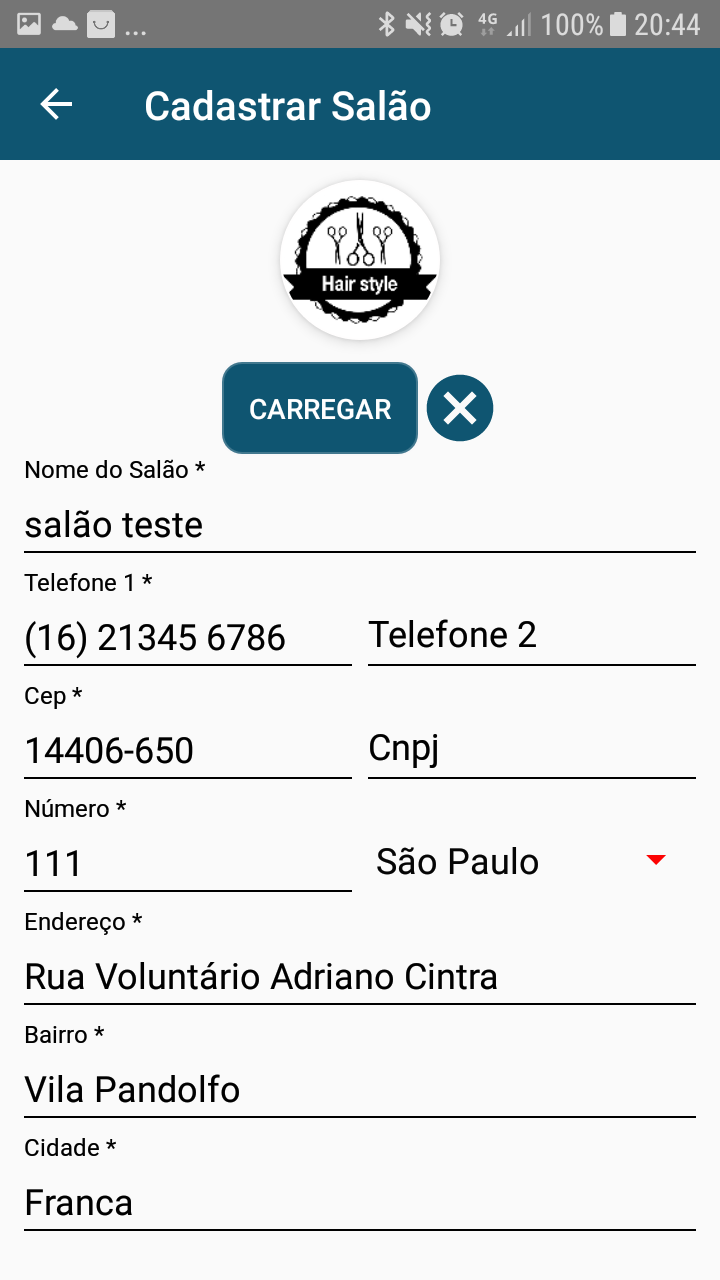 ... 4G 100% 20:44
Cadastrar Salão
Hair style
CARREGAR
Nome do Salão *
salão teste
Telefone 1 *
(16) 21345 6786 Telefone 2
Cep *
14406-650 Cnpj
Número *
111 São Paulo
Endereço *
Rua Voluntário Adriano Cintra
Bairro *
Vila Pandolfo
Cidade *
Franca